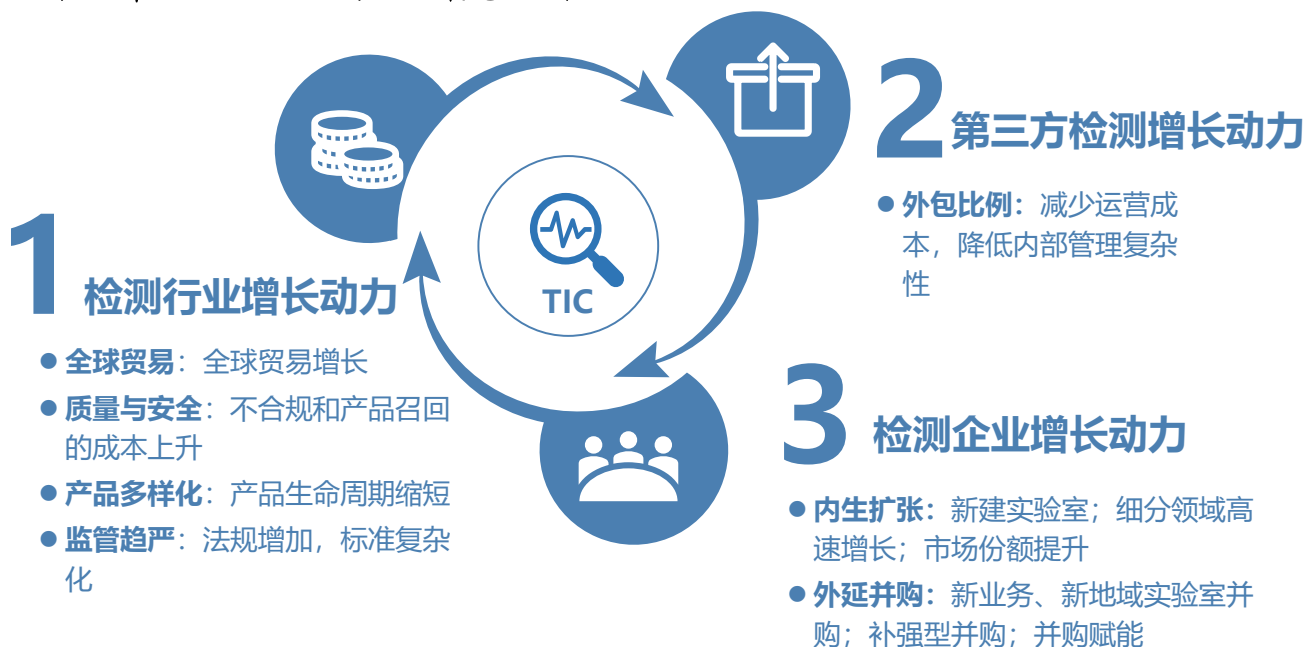 1
检测行业增长动力
●全球贸易：全球贸易增长
●质量与安全：不合规和产品召回
的成本上升
●产品多样化：产品生命周期缩短
●监管趋严：法规增加，标准复杂
化
TIC
2
第三方检测增长动力
●外包比例：减少运营成
本，降低内部管理复杂
性
3
检测企业增长动力
●内生扩张：新建实验室；细分领域高
速增长；市场份额提升
●外延并购：新业务、新地域实验室并
购；补强型并购；并购赋能